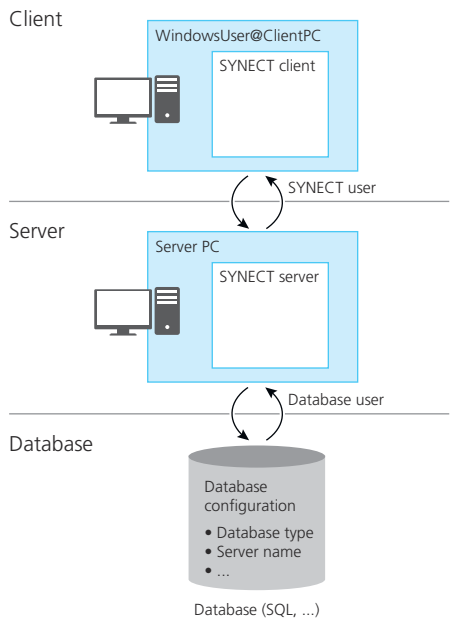 Client
WindowsUser@ClientPC
SYNECT client
SYNECT user
Server
Server PC
SYNECT server
Database user
Database
Database
configuration
• Database type
• Server name
• ...
Database (SQL, ...)